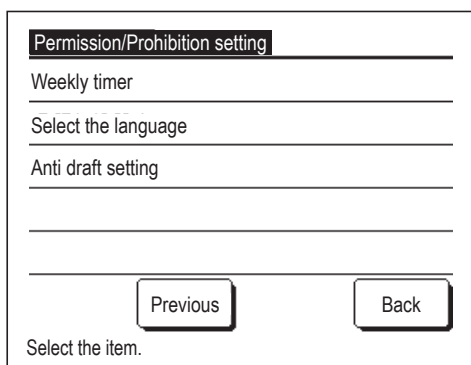 Permission/Prohibition setting
Weekly timer
Select the language
Anti draft setting
Previous
Back
Select the item.